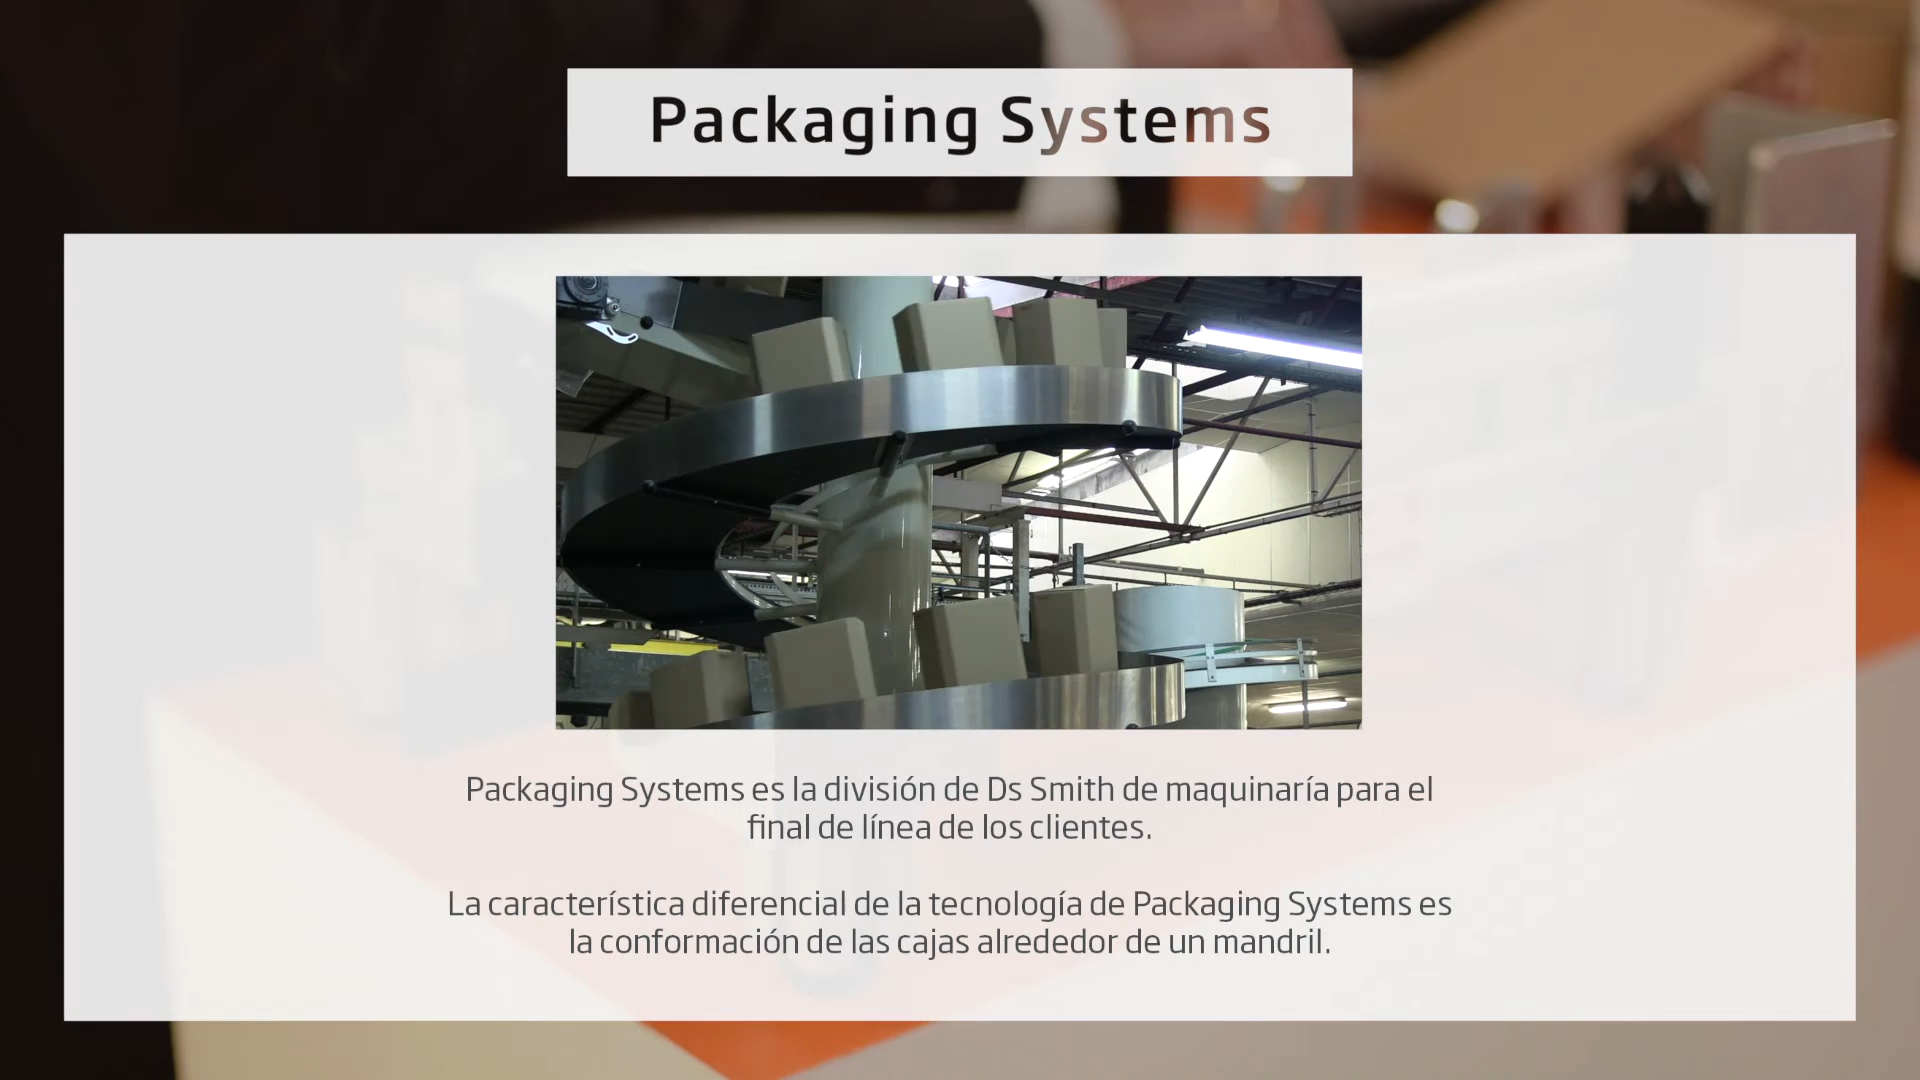 Packaging Systems
Packaging Systems es la división de Ds Smith de maquinaría para el
final de línea de los clientes.
La característica diferencial de la tecnología de Packaging Systems es
la conformación de las cajas alrededor de un mandril.